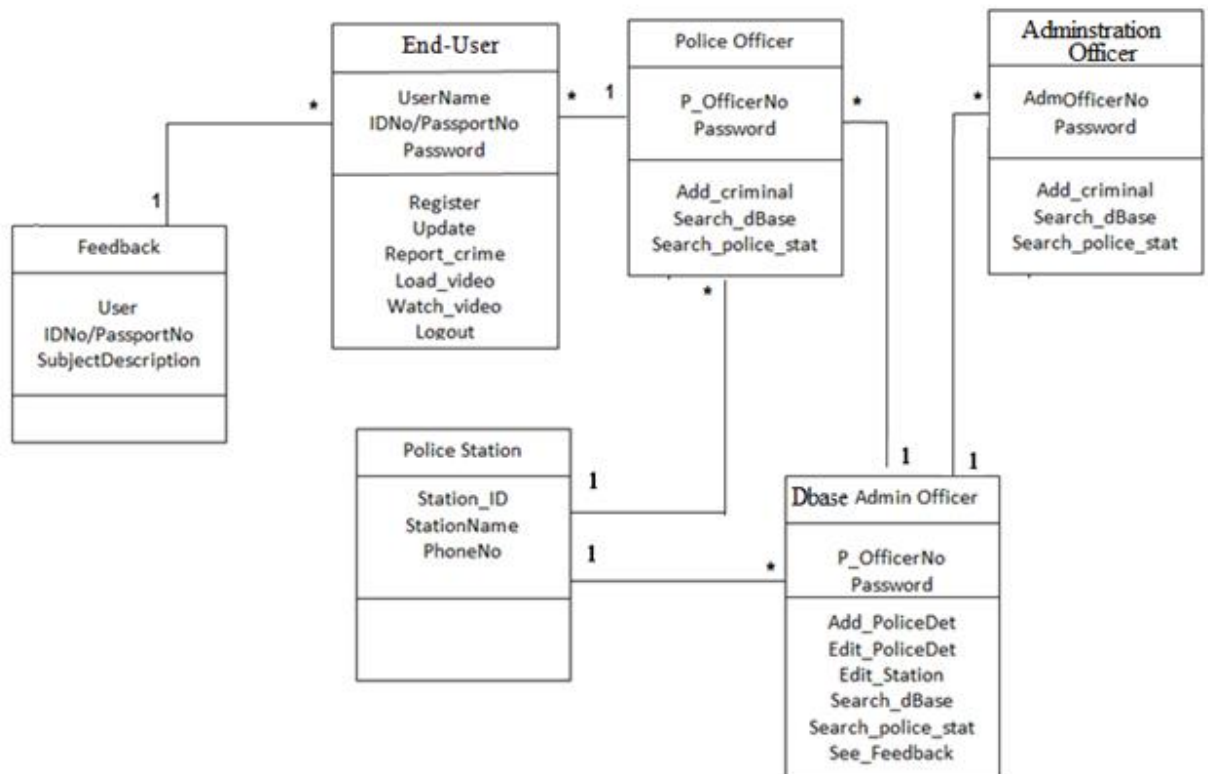 End-User
UserName
IDNo/PassportNo
Password
Register
Update
Report_crime
Load_video
Watch_video
Logout
*
*
1
Police Officer
P_OfficerNo
Password
Add_criminal
Search_dBase
Search_police_stat
*
*
Adminstration
Officer
AdmOfficerNo
Password
Add_criminal
Search_dBase
Search_police_stat
*
1
Feedback
User
IDNo/PassportNo
SubjectDescription
Police Station
Station_ID
StationName
PhoneNo
1
1
*
1
1
Dbase Admin Officer
P_OfficerNo
Password
Add_PoliceDet
Edit_PoliceDet
Edit_Station
Search_dBase
Search_police_stat
See_Feedback